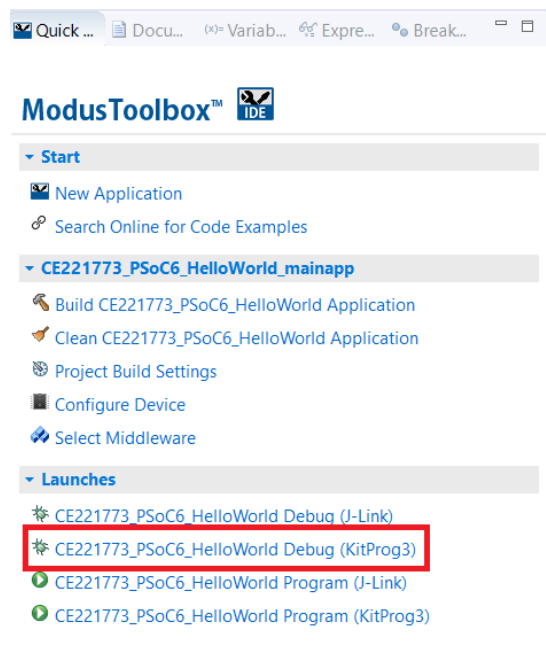 Quick ... Docu... (x)= Variab... Expre... Break...
ModusToolbox™ IDE
Start
New Application
Search Online for Code Examples
CE221773_PSoC6_HelloWorld_mainapp
Build CE221773_PSoC6_HelloWorld Application
Clean CE221773_PSoC6_HelloWorld Application
Project Build Settings
Configure Device
Select Middleware
Launches
CE221773_PSoC6_HelloWorld Debug (J-Link)
CE221773_PSoC6_HelloWorld Debug (KitProg3)
CE221773_PSoC6_HelloWorld Program (J-Link)
CE221773_PSoC6_HelloWorld Program (KitProg3)